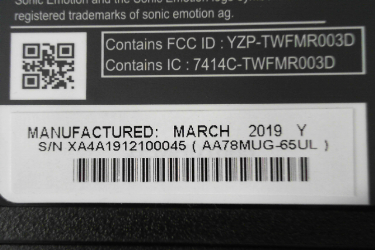 Sonic Emotion and the Sonic Emotion logo
registered trademarks of sonic emotion ag.
Contains FCC ID : YZP-TWFMR003D
Contains IC : 7414C-TWFMR003D
MANUFACTURED: MARCH 2019 Y
S/N XA4A1912100045 ( AA78MUG-65UL )